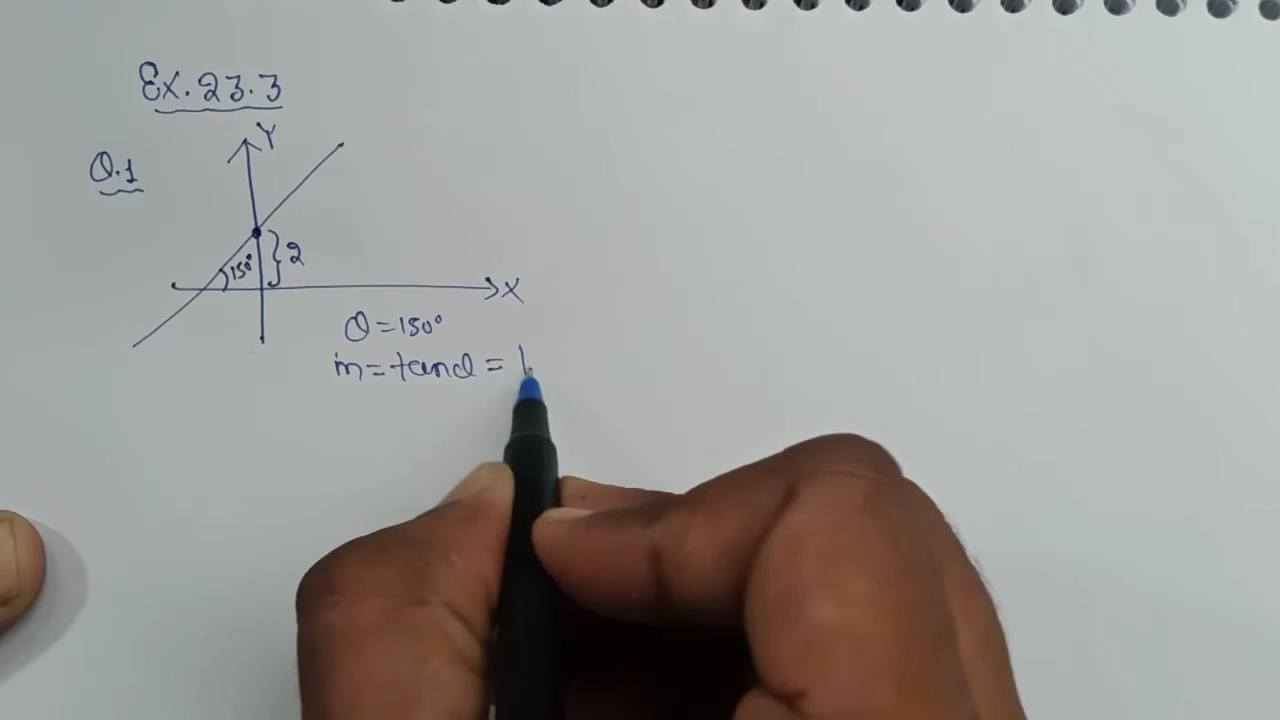 Ex. 23.3
Q.1
Y
150°
2
X
θ = 150°
m = tanθ =